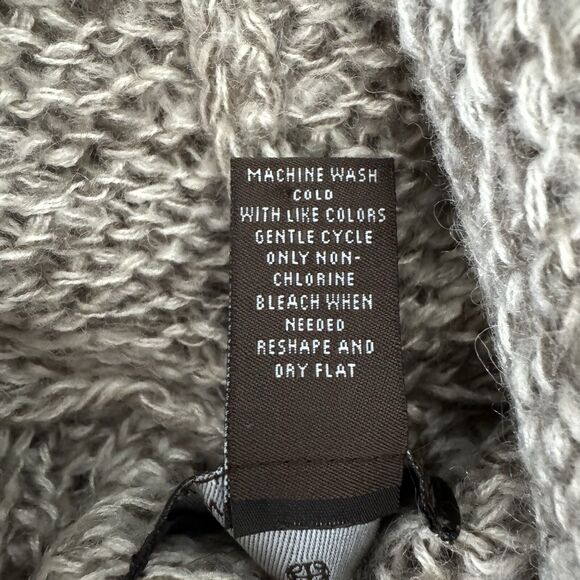 MACHINE WASH
COLD
WITH LIKE COLORS
GENTLE CYCLE
ONLY NON-
CHLORINE
BLEACH WHEN
NEEDED
RESHAPE AND
DRY FLAT